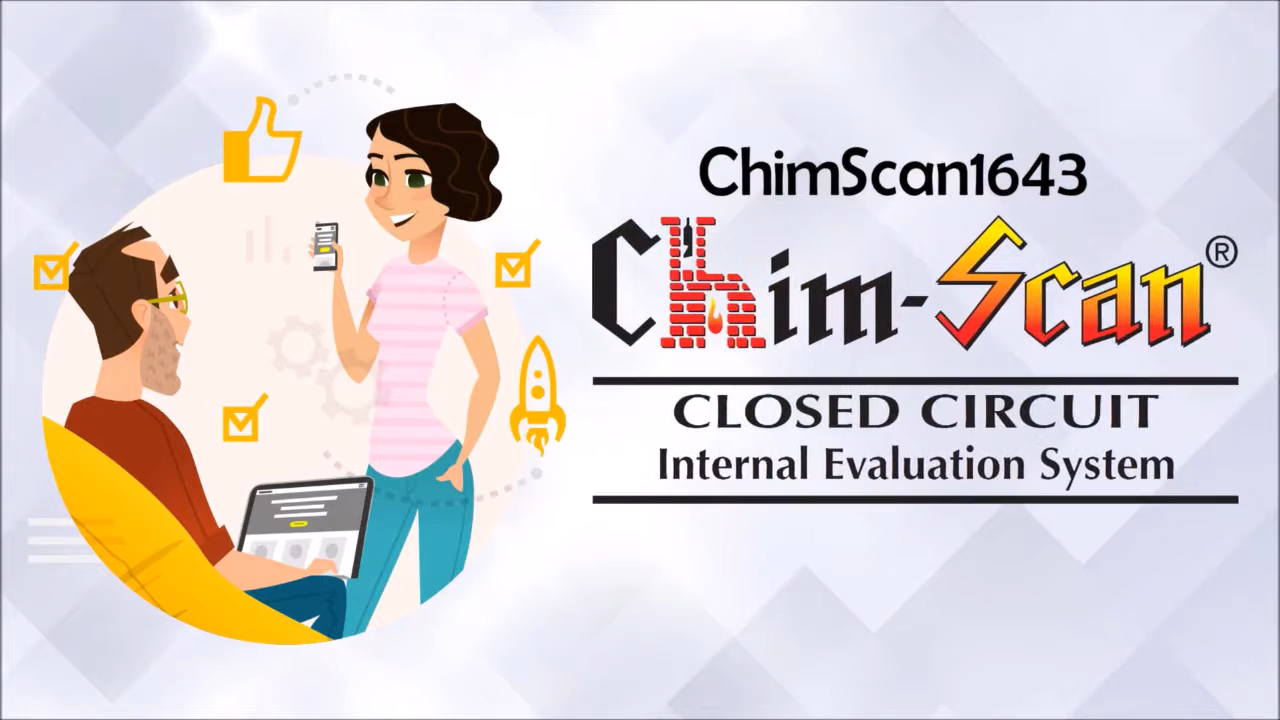 ChimScan1643
Chim-Scan®
CLOSED CIRCUIT
Internal Evaluation System